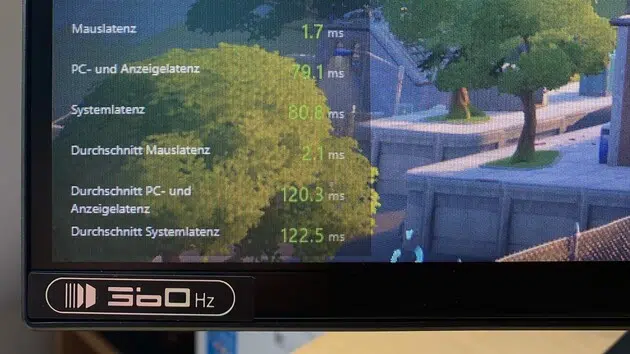 Mauslatenz 1.7 ms
PC- und Anzeigelatenz 79.1 ms
Systemlatenz 80.8 ms
Durchschnitt Mauslatenz 2.1 ms
Durchschnitt PC- und
Anzeigelatenz 120.3 ms
Durchschnitt Systemlatenz 122.5 ms
360 Hz